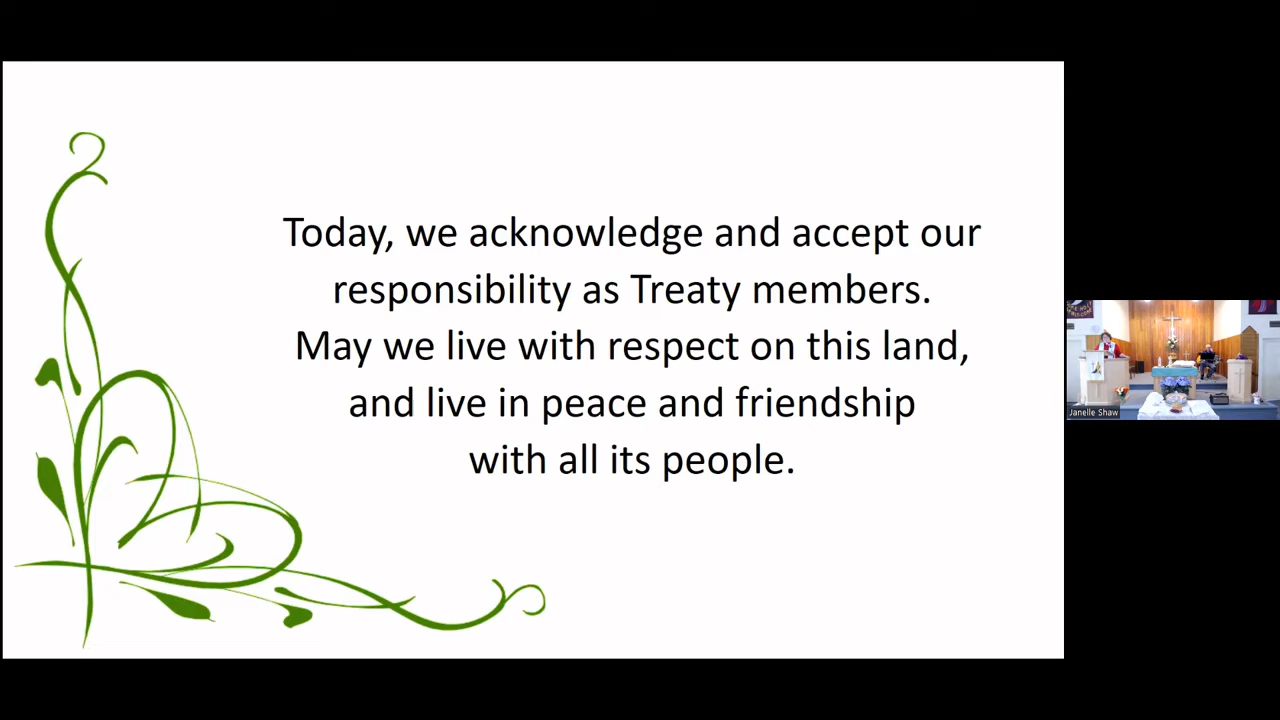 Today, we acknowledge and accept our
responsibility as Treaty members.
May we live with respect on this land,
and live in peace and friendship
with all its people.
Janelle Shaw